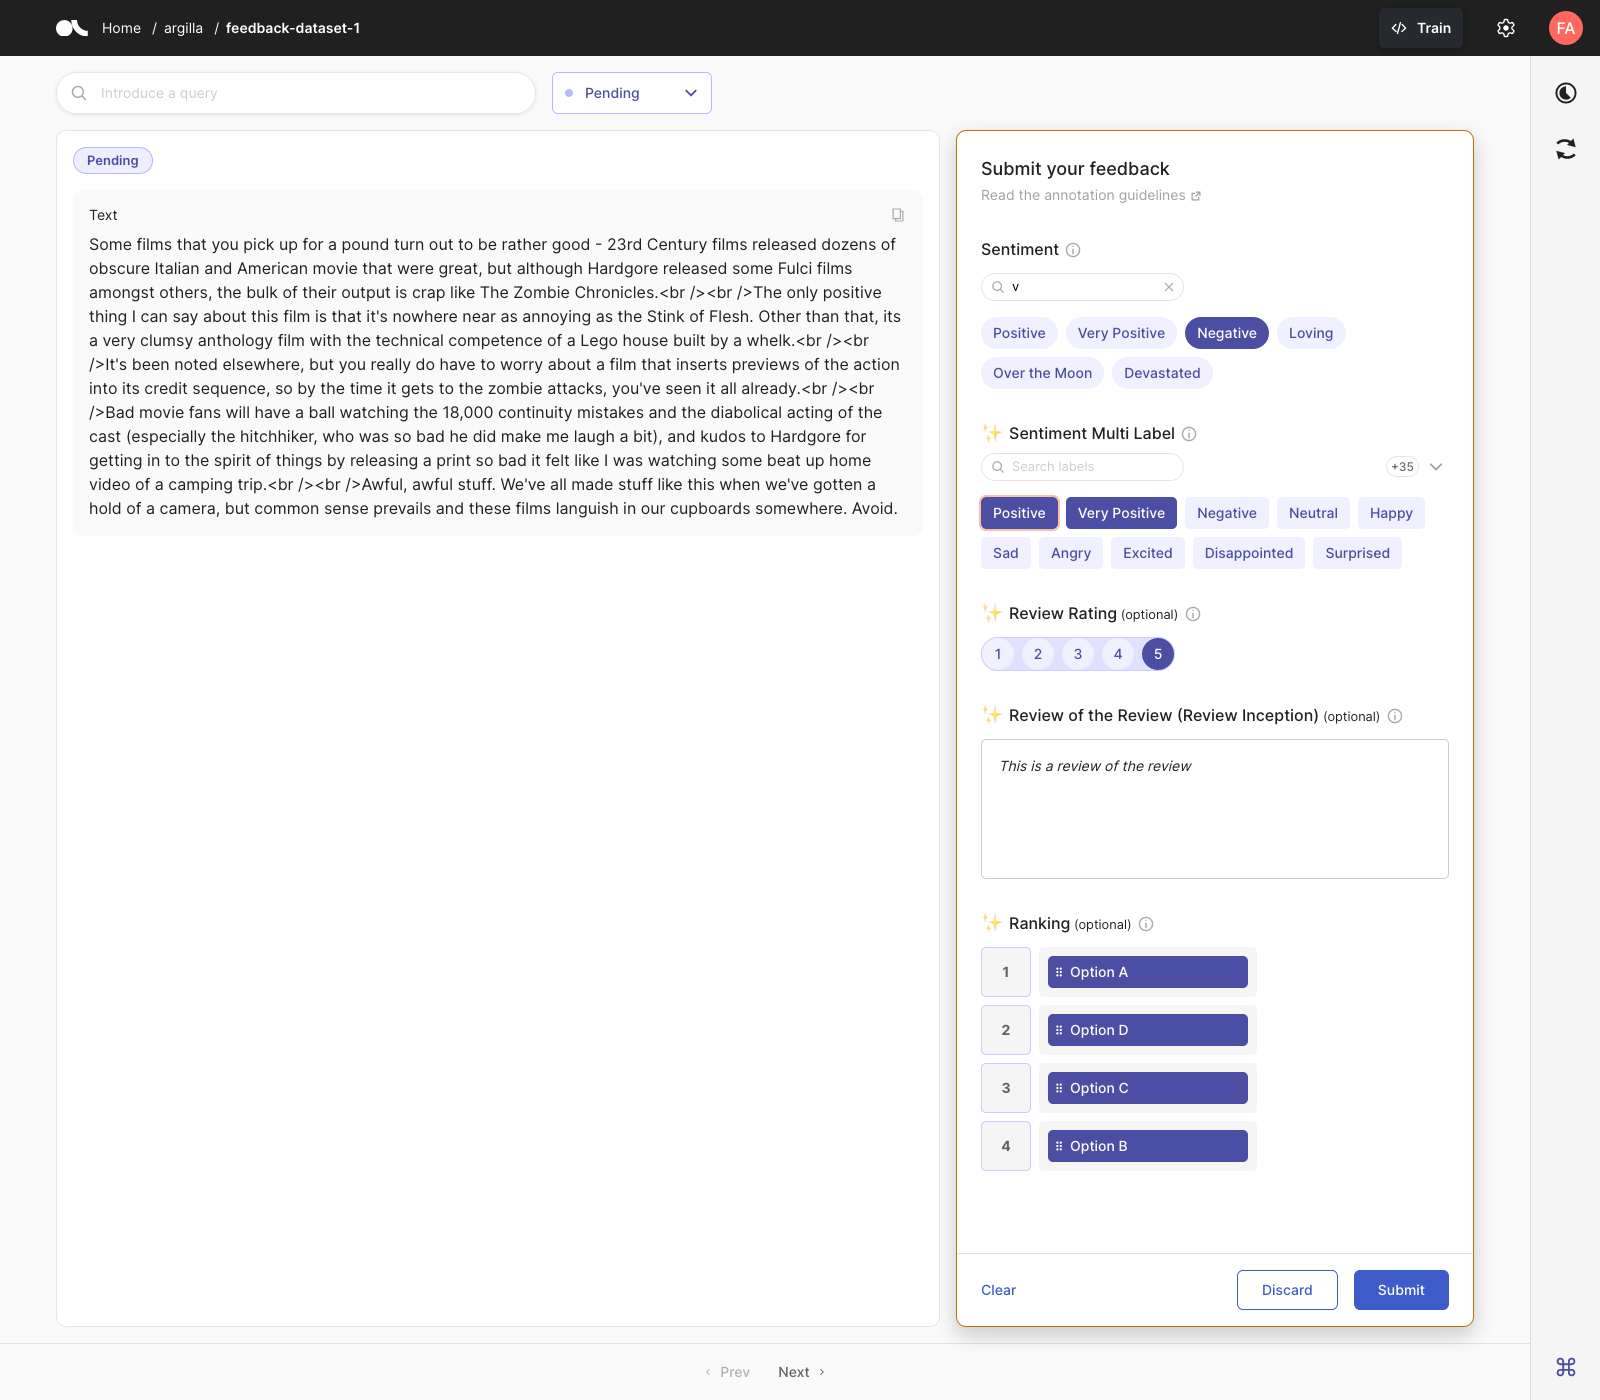 Home / argilla / feedback-dataset-1
Train
FA
Introduce a query
Pending
Pending
Text
Some films that you pick up for a pound turn out to be rather good - 23rd Century films released dozens of
obscure Italian and American movie that were great, but although Hardgore released some Fulci films
amongst others, the bulk of their output is crap like The Zombie Chronicles.<br /><br />The only positive
thing I can say about this film is that it's nowhere near as annoying as the Stink of Flesh. Other than that, its
a very clumsy anthology film with the technical competence of a Lego house built by a whelk.<br /><br
/>It's been noted elsewhere, but you really do have to worry about a film that inserts previews of the action
into its credit sequence, so by the time it gets to the zombie attacks, you've seen it all already.<br /><br
/>Bad movie fans will have a ball watching the 18,000 continuity mistakes and the diabolical acting of the
cast (especially the hitchhiker, who was so bad he did make me laugh a bit), and kudos to Hardgore for
getting in to the spirit of things by releasing a print so bad it felt like I was watching some beat up home
video of a camping trip.<br /><br />Awful, awful stuff. We've all made stuff like this when we've gotten a
hold of a camera, but common sense prevails and these films languish in our cupboards somewhere. Avoid.
Submit your feedback
Read the annotation guidelines
Sentiment
v
Positive Very Positive Negative Loving
Over the Moon Devastated
Sentiment Multi Label
Search labels +35
Positive Very Positive Negative Neutral Happy
Sad Angry Excited Disappointed Surprised
Review Rating (optional)
1 2 3 4 5
Review of the Review (Review Inception) (optional)
This is a review of the review
Ranking (optional)
1 Option A
2 Option D
3 Option C
4 Option B
Clear Discard Submit
‹ Prev Next ›